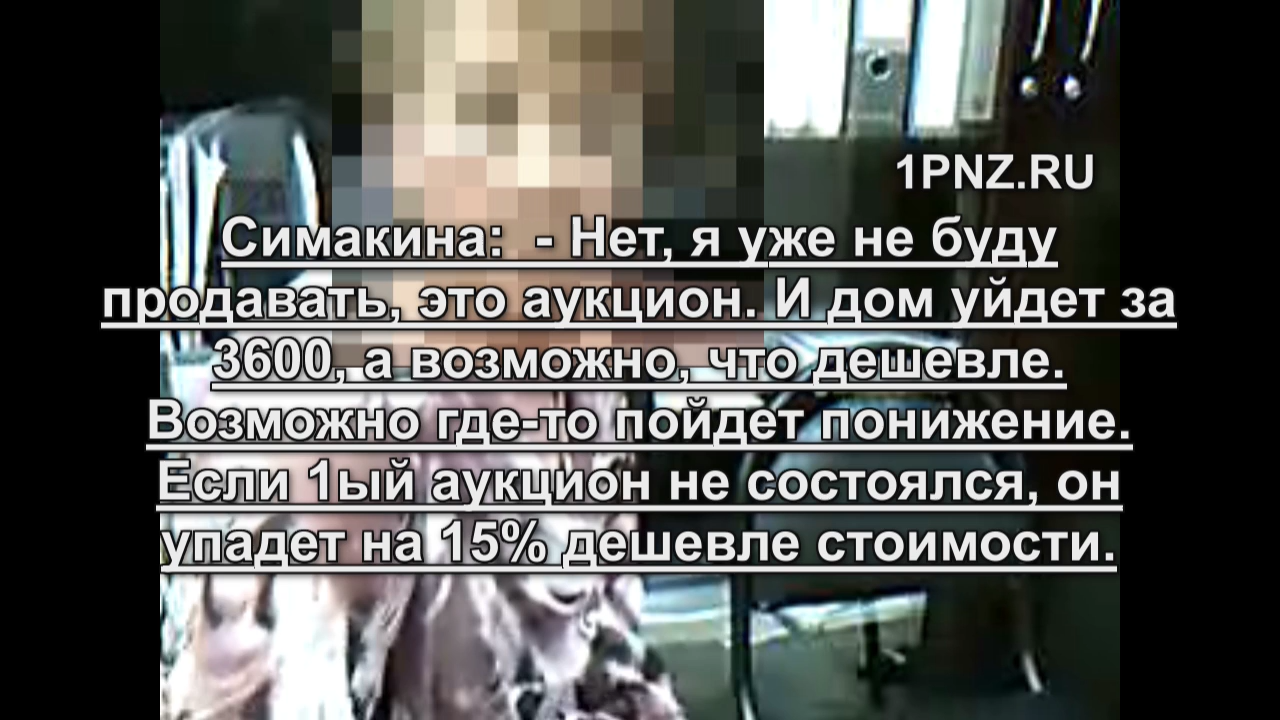 1PNZ.RU
Симакина:  - Нет, я уже не буду
продавать, это аукцион. И дом уйдет за
3600, а возможно, что дешевле.
Возможно где-то пойдет понижение.
Если 1ый аукцион не состоялся, он
упадет на 15% дешевле стоимости.